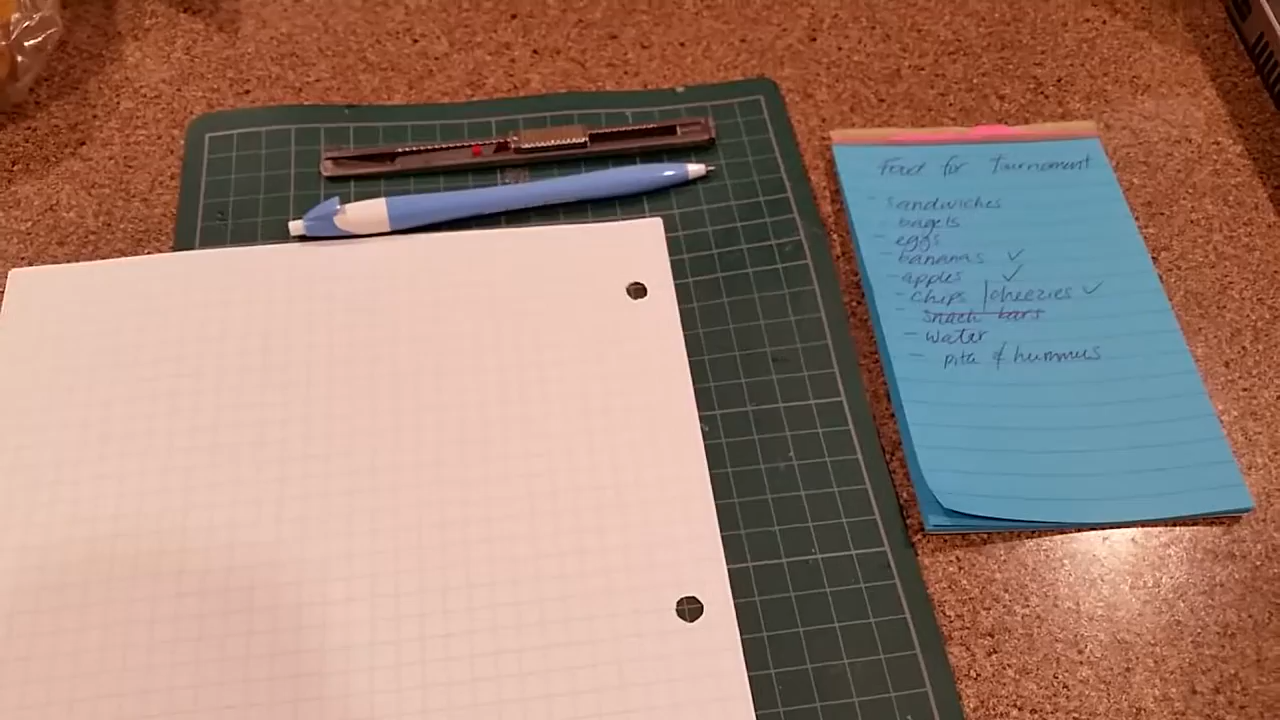 Food for Tournament
- sandwiches
bagels
- eggs
- bananas ✓
- apples ✓
- chips | cheezies ✓
- snack bars
- water
- pita & hummus